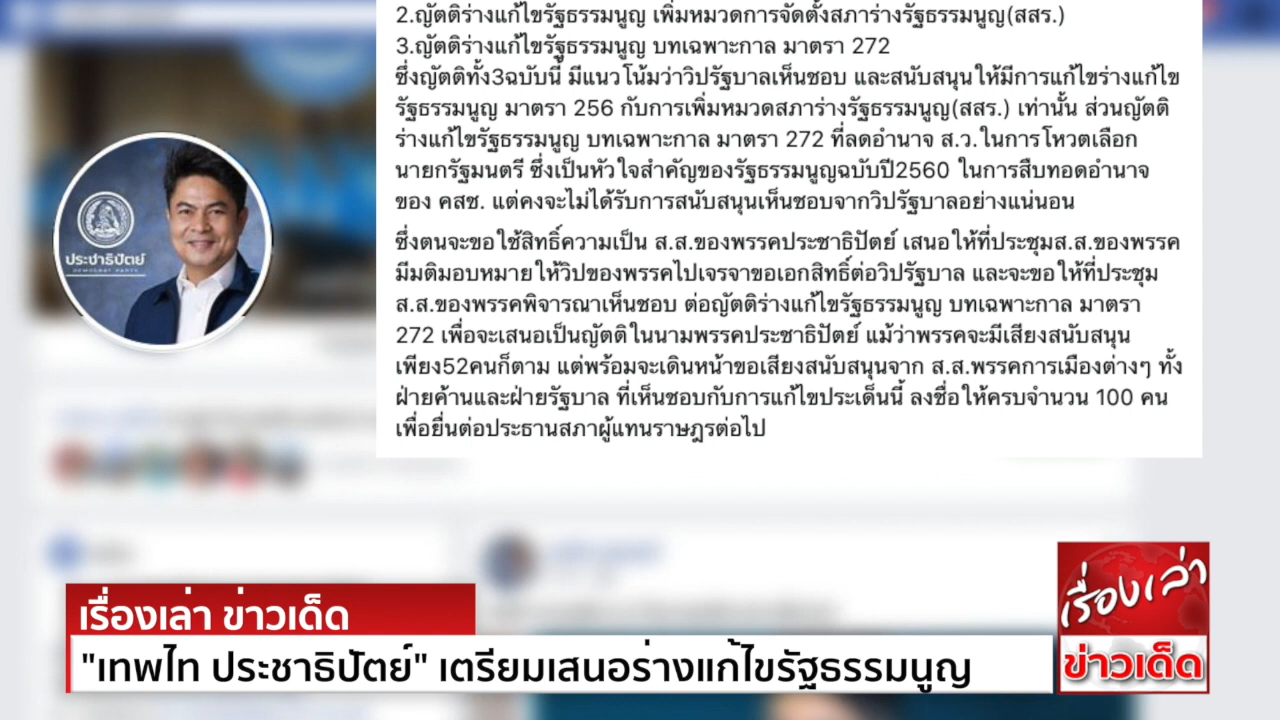 2.ญัตติร่างแก้ไขรัฐธรรมนูญ เพิ่มหมวดการจัดตั้งสภาร่างรัฐธรรมนูญ(สสร.)
3.ญัตติร่างแก้ไขรัฐธรรมนูญ บทเฉพาะกาล มาตรา 272
ซึ่งญัตติทั้ง3ฉบับนี้ มีแนวโน้มว่าวิปรัฐบาลเห็นชอบ และสนับสนุนให้มีการแก้ไขร่างแก้ไข
รัฐธรรมนูญ มาตรา 256 กับการเพิ่มหมวดสภาร่างรัฐธรรมนูญ(สสร.) เท่านั้น ส่วนญัตติ
ร่างแก้ไขรัฐธรรมนูญ บทเฉพาะกาล มาตรา 272 ที่ลดอำนาจ ส.ว.ในการโหวตเลือก
นายกรัฐมนตรี ซึ่งเป็นหัวใจสำคัญของรัฐธรรมนูญฉบับปี2560 ในการสืบทอดอำนาจ
ของ คสช. แต่คงจะไม่ได้รับการสนับสนุนเห็นชอบจากวิปรัฐบาลอย่างแน่นอน
ซึ่งตนจะขอใช้สิทธิ์ความเป็น ส.ส.ของพรรคประชาธิปัตย์ เสนอให้ที่ประชุมส.ส.ของพรรค
มีมติมอบหมายให้วิปของพรรคไปเจรจาขอเอกสิทธิ์ต่อวิปรัฐบาล และจะขอให้ที่ประชุม
ส.ส.ของพรรคพิจารณาเห็นชอบ ต่อญัตติร่างแก้ไขรัฐธรรมนูญ บทเฉพาะกาล มาตรา
272 เพื่อจะเสนอเป็นญัตติในนามพรรคประชาธิปัตย์ แม้ว่าพรรคจะมีเสียงสนับสนุน
เพียง52คนก็ตาม แต่พร้อมจะเดินหน้าขอเสียงสนับสนุนจาก ส.ส.พรรคการเมืองต่างๆ ทั้ง
ฝ่ายค้านและฝ่ายรัฐบาล ที่เห็นชอบกับการแก้ไขประเด็นนี้ ลงชื่อให้ครบจำนวน 100 คน
เพื่อยื่นต่อประธานสภาผู้แทนราษฎรต่อไป
ประชาธิปัตย์
DEMOCRAT PARTY
เรื่องเล่า ข่าวเด็ด
"เทพไท ประชาธิปัตย์" เตรียมเสนอร่างแก้ไขรัฐธรรมนูญ
เรื่องเล่า
ข่าวเด็ด